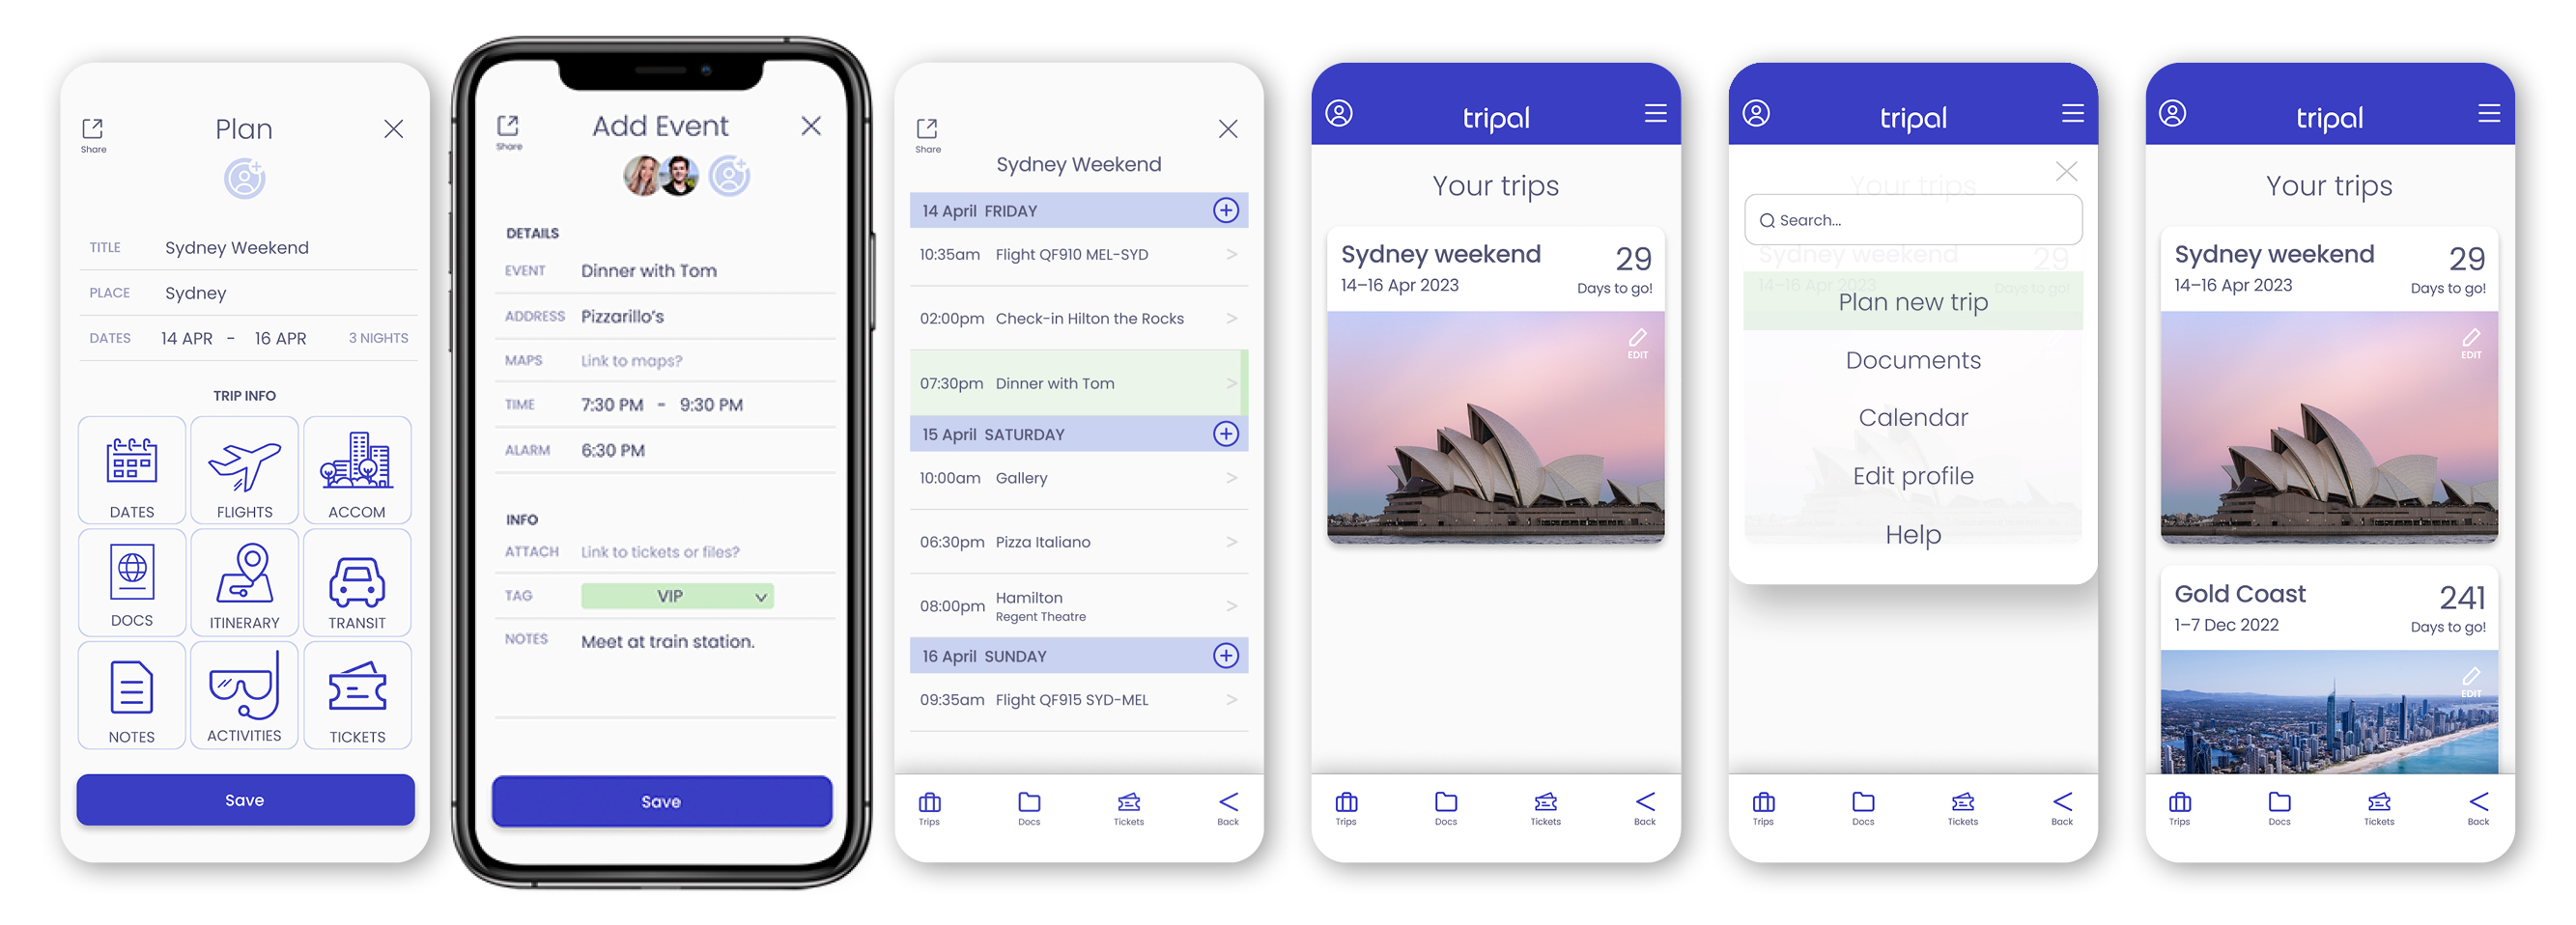 Share
Plan
TITLE Sydney Weekend
PLACE Sydney
DATES 14 APR - 16 APR 3 NIGHTS
TRIP INFO
DATES FLIGHTS ACCOM
DOCS ITINERARY TRANSIT
NOTES ACTIVITIES TICKETS
Save
Share
Add Event
DETAILS
EVENT Dinner with Tom
ADDRESS Pizzarillo's
MAPS Link to maps?
TIME 7:30 PM - 9:30 PM
ALARM 6:30 PM
INFO
ATTACH Link to tickets or files?
TAG VIP
NOTES Meet at train station.
Save
Share
Sydney Weekend
14 April FRIDAY
10:35am Flight QF910 MEL-SYD
02:00pm Check-in Hilton the Rocks
07:30pm Dinner with Tom
15 April SATURDAY
10:00am Gallery
06:30pm Pizza Italiano
08:00pm Hamilton
Regent Theatre
16 April SUNDAY
09:35am Flight QF915 SYD-MEL
Trips Docs Tickets Back
tripal
Your trips
Sydney weekend 29
14–16 Apr 2023 Days to go!
EDIT
Trips Docs Tickets Back
tripal
Your trips
Search...
Sydney weekend 29
14–16 Apr 2023 Days to go!
Plan new trip
Documents
Calendar
Edit profile
Help
Trips Docs Tickets Back
tripal
Your trips
Sydney weekend 29
14–16 Apr 2023 Days to go!
EDIT
Gold Coast 241
1–7 Dec 2022 Days to go!
EDIT
Trips Docs Tickets Back